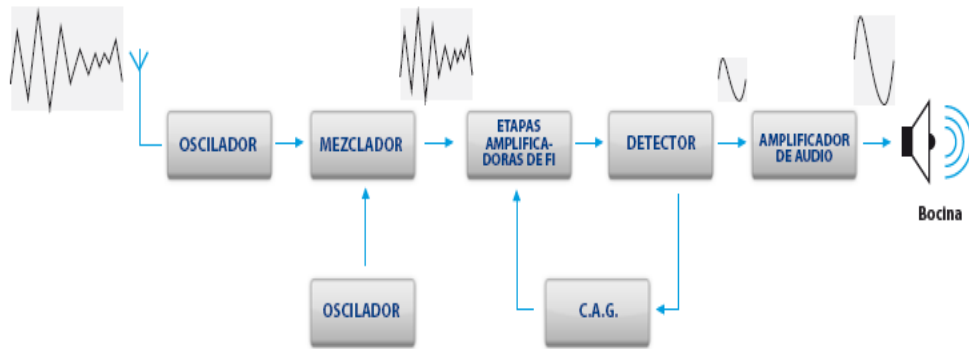 OSCILADOR
MEZCLADOR
ETAPAS
AMPLIFICA-
DORAS DE FI
DETECTOR
AMPLIFICADOR
DE AUDIO
Bocina
OSCILADOR
C.A.G.